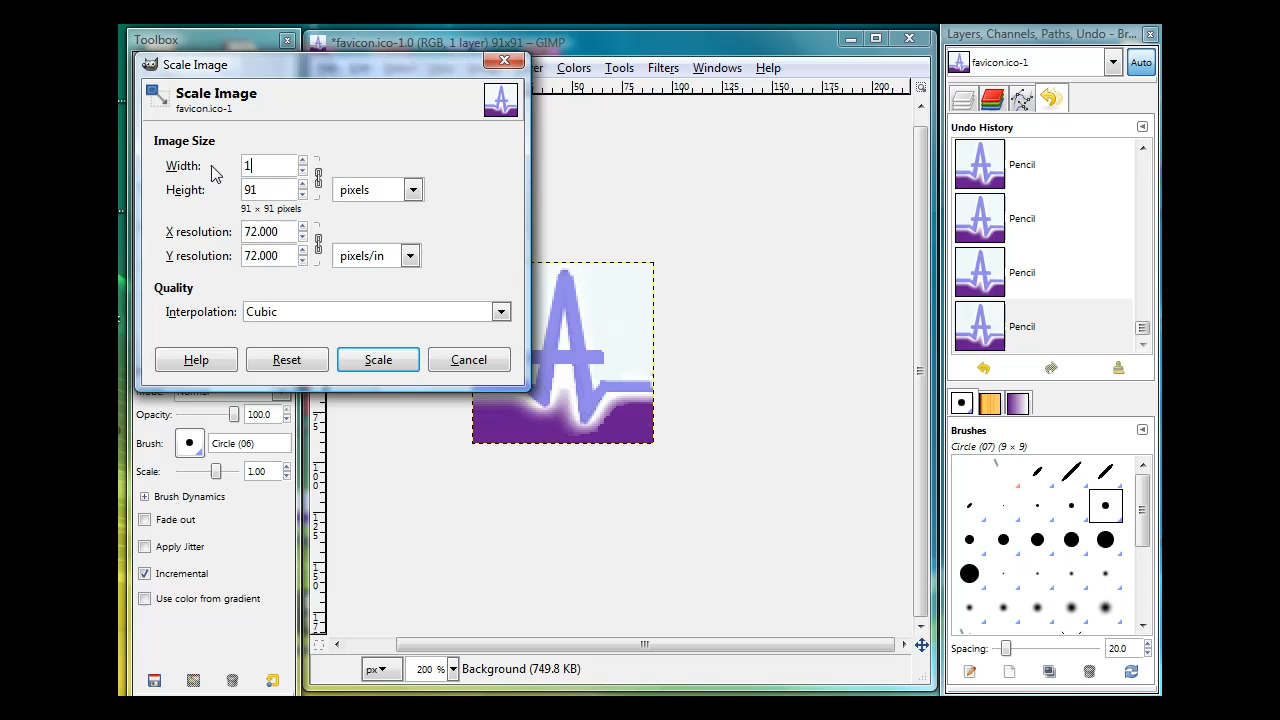 Toolbox
*favicon.ico-1.0 (RGB, 1 layer) 91x91 – GIMP
Layers, Channels, Paths, Undo - Br...
Scale Image
Colors Tools Filters Windows Help
favicon.ico-1
Auto
Scale Image
favicon.ico-1
50 75 100 125 150 175 200
Undo History
Image Size
Width: 1
Height: 91 pixels
91 × 91 pixels
X resolution: 72.000
Y resolution: 72.000 pixels/in
Quality
Interpolation: Cubic
Help Reset Scale Cancel
Pencil
Pencil
Pencil
Pencil
Opacity: 100.0
Brush: Circle (06)
Scale: 1.00
Brush Dynamics
Fade out
Apply Jitter
Incremental
Use color from gradient
75
100
125
150
Brushes
Circle (07) (9 × 9)
Spacing: 20.0
px 200 % Background (749.8 KB)